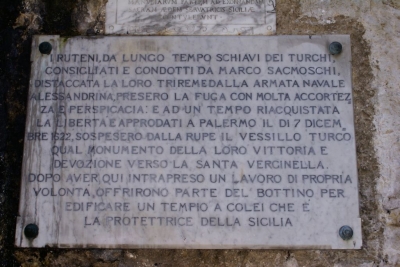 I RUTENI, DA LUNGO TEMPO SCHIAVI DEI TURCHI,
CONSIGLIATI E CONDOTTI DA MARCO SACMOSCHI,
DISTACCATA LA LORO TRIREME DALLA ARMATA NAVALE
ALESSANDRINA, PRESERO LA FUGA CON MOLTA ACCORTEZ,
ZA E PERSPICACIA: E AD UN TEMPO RIACQUISTATA
LA LIBERTÀ E APPRODATI A PALERMO IL DÌ 7 DICEM,
BRE 1622, SOSPESERO DALLA RUPE IL VESSILLO TURCO
QUAL MONUMENTO DELLA LORO VITTORIA E
DEVOZIONE VERSO LA SANTA VERGINELLA.
DOPO AVER, QUI INTRAPRESO UN LAVORO DI PROPRIA
VOLONTÀ, OFFRIRONO PARTE DEL BOTTINO PER
EDIFICARE UN TEMPIO A COLEI CHE È
LA PROTETTRICE DELLA SICILIA